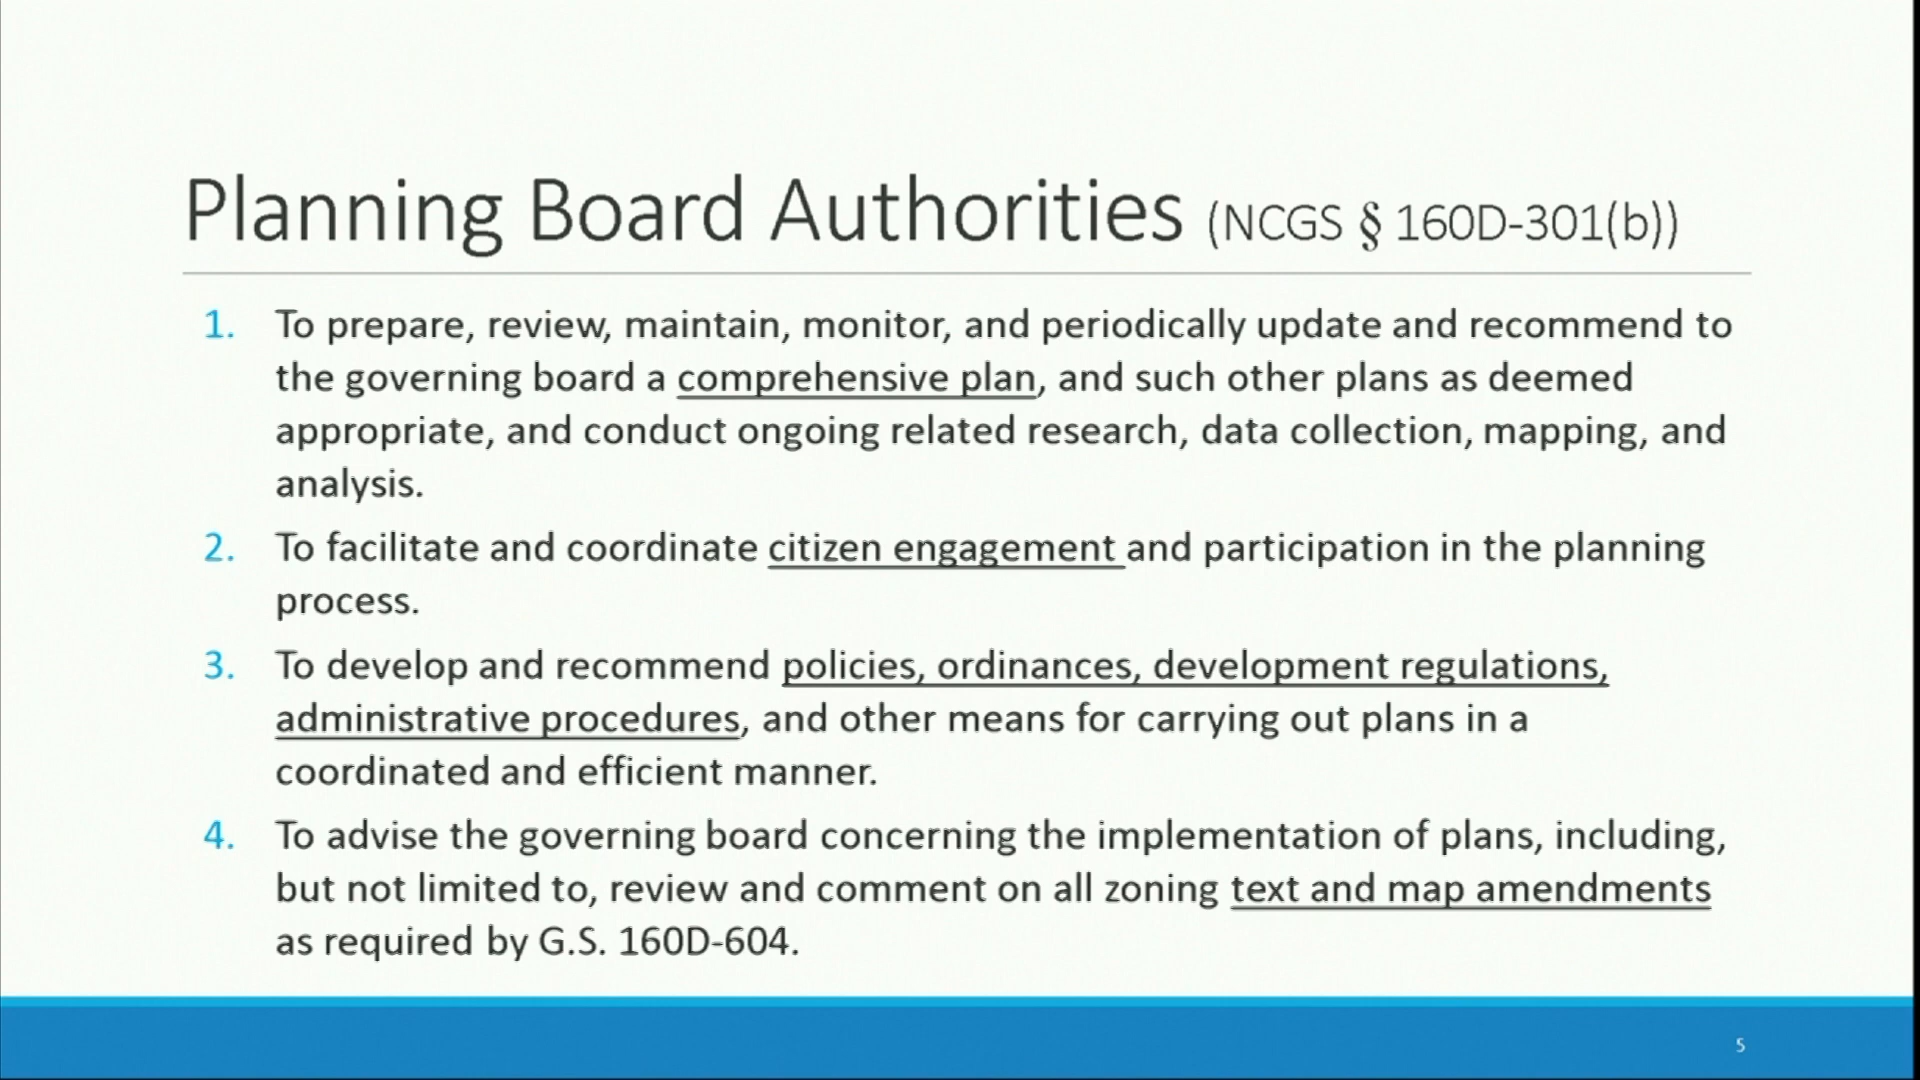 Planning Board Authorities (NCGS § 160D-301(b))
1. To prepare, review, maintain, monitor, and periodically update and recommend to
the governing board a comprehensive plan, and such other plans as deemed
appropriate, and conduct ongoing related research, data collection, mapping, and
analysis.
2. To facilitate and coordinate citizen engagement and participation in the planning
process.
3. To develop and recommend policies, ordinances, development regulations,
administrative procedures, and other means for carrying out plans in a
coordinated and efficient manner.
4. To advise the governing board concerning the implementation of plans, including,
but not limited to, review and comment on all zoning text and map amendments
as required by G.S. 160D-604.
5